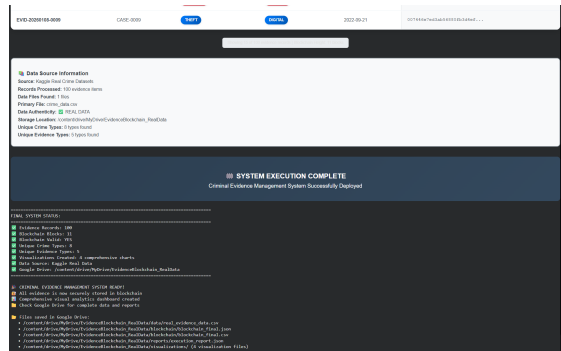 EVID-20260108-0009 CASE-0009 THEFT DIGITAL 2022-09-21
Data Source Information
Source: Kaggle Real Crime Datasets
Records Processed: 100 evidence items
Data Files Found: 1 files
Primary File: crime_data.csv
Data Authenticity: ✅ REAL DATA
Storage Location: /content/drive/MyDrive/EvidenceBlockchain_RealData
Unique Crime Types: 8 types found
Unique Evidence Types: 5 types found
SYSTEM EXECUTION COMPLETE
Criminal Evidence Management System Successfully Deployed
FINAL SYSTEM STATUS:
✅ Evidence Records: 100
✅ Blockchain Blocks: 11
✅ Blockchain Valid: YES
✅ Unique Crime Types: 8
✅ Unique Evidence Types: 5
✅ Visualizations Created: 4 comprehensive charts
✅ Data Source: Kaggle Real Data
✅ Google Drive: /content/drive/MyDrive/EvidenceBlockchain_RealData
CRIMINAL EVIDENCE MANAGEMENT SYSTEM READY!
All evidence is now securely stored in blockchain
Comprehensive visual analytics dashboard created
Check Google Drive for complete data and reports
Files saved in Google Drive:
• /content/drive/MyDrive/EvidenceBlockchain_RealData/data/real_evidence_data.csv
• /content/drive/MyDrive/EvidenceBlockchain_RealData/blockchain/blockchain_final.json
• /content/drive/MyDrive/EvidenceBlockchain_RealData/blockchain/blockchain_final.csv
• /content/drive/MyDrive/EvidenceBlockchain_RealData/reports/execution_report.json
• /content/drive/MyDrive/EvidenceBlockchain_RealData/visualizations/ (4 visualization files)